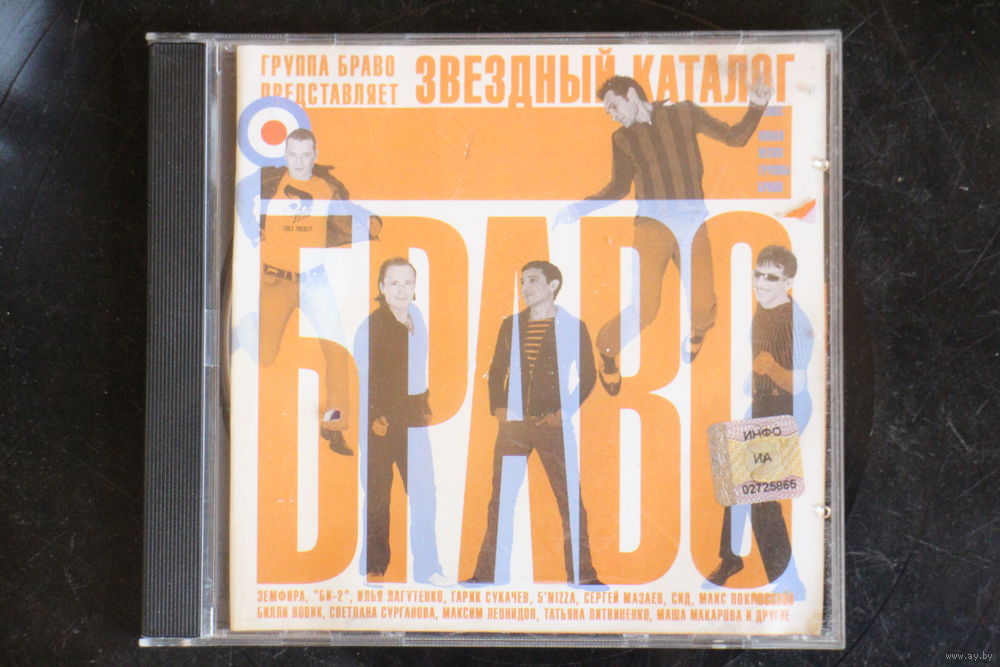 ГРУППА БРАВО
ПРЕДСТАВЛЯЕТ
ЗВЕЗДНЫЙ КАТАЛОГ
БРАВО
ИНФО
ИА
02725865
ЗЕМФИРА, "БИ-2", ИЛЬЯ ЛАГУТЕНКО, ГАРИК СУКАЧЕВ, 5'NIZZA, СЕРГЕЙ МАЗАЕВ, СИД, МАКС ПОКРОВСКИЙ
БИЛЛИ НОВИК, СВЕТЛАНА СУРГАНОВА, МАКСИМ ЛЕОНИДОВ, ТАТЬЯНА ЛИТВИНЕНКО, МАША МАКАРОВА И ДРУГИЕ
www.ay.by